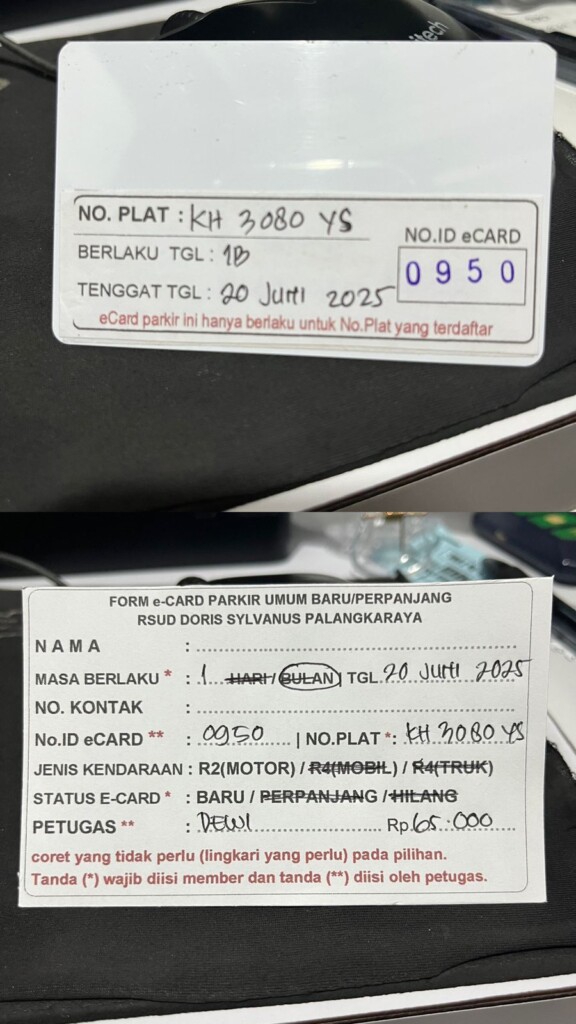 itech
NO. PLAT : KH 3080 YS
BERLAKU TGL : 1B
TENGGAT TGL : 20 Juni 2025
NO.ID eCARD
0950
eCard parkir ini hanya berlaku untuk No.Plat yang terdaftar
FORM e-CARD PARKIR UMUM BARU/PERPANJANG
RSUD DORIS SYLVANUS PALANGKARAYA
NAMA :
MASA BERLAKU * : 1 HARI / BULAN | TGL 20 Juni 2025
NO. KONTAK :
No.ID eCARD ** : 0950 | NO.PLAT *: KH 3080 YS
JENIS KENDARAAN : R2(MOTOR) / R4(MOBIL) / R4(TRUK)
STATUS E-CARD * : BARU / PERPANJANG / HILANG
PETUGAS ** : DEWI Rp 65.000
coret yang tidak perlu (lingkari yang perlu) pada pilihan.
Tanda (*) wajib diisi member dan tanda (**) diisi oleh petugas.